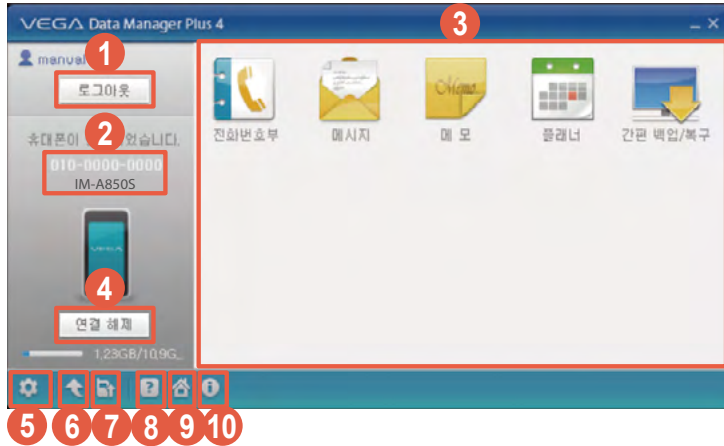 VEGA Data Manager Plus 4
3
manual
1
로그아웃
2
휴대폰이 었습니다.
010-0000-0000
IM-A850S
VEGA
4
연결 해제
1,23GB/10,9G...
전화번호부
메시지
메 모
플래너
간편 백업/복구
Memo
5 6 7 8 9 10